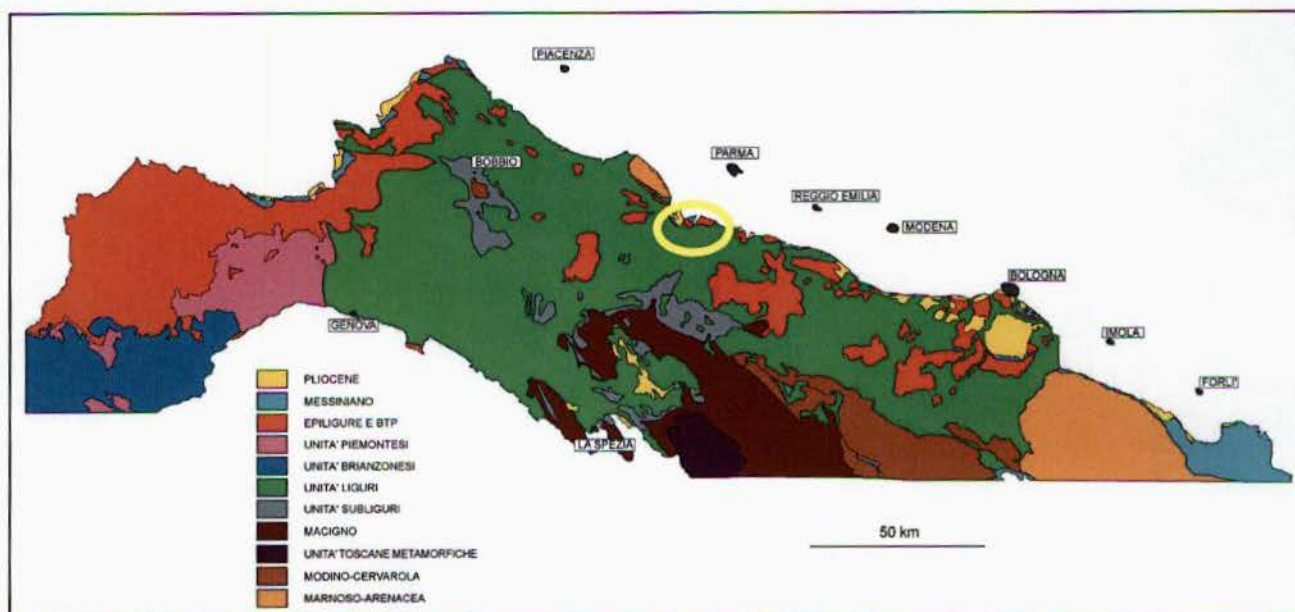 PIACENZA
PARMA
BOBBIO
REGGIO EMILIA
MODENA
BOLOGNA
GENOVA
IMOLA
FORLI'
LA SPEZIA
PLIOCENE
MESSINIANO
EPILIGURE E BTP
UNITA' PIEMONTESI
UNITA' BRIANZONESI
UNITA' LIGURI
UNITA' SUBLIGURI
MACIGNO
UNITA' TOSCANE METAMORFICHE
MODINO-CERVAROLA
MARNOSO-ARENACEA
50 km